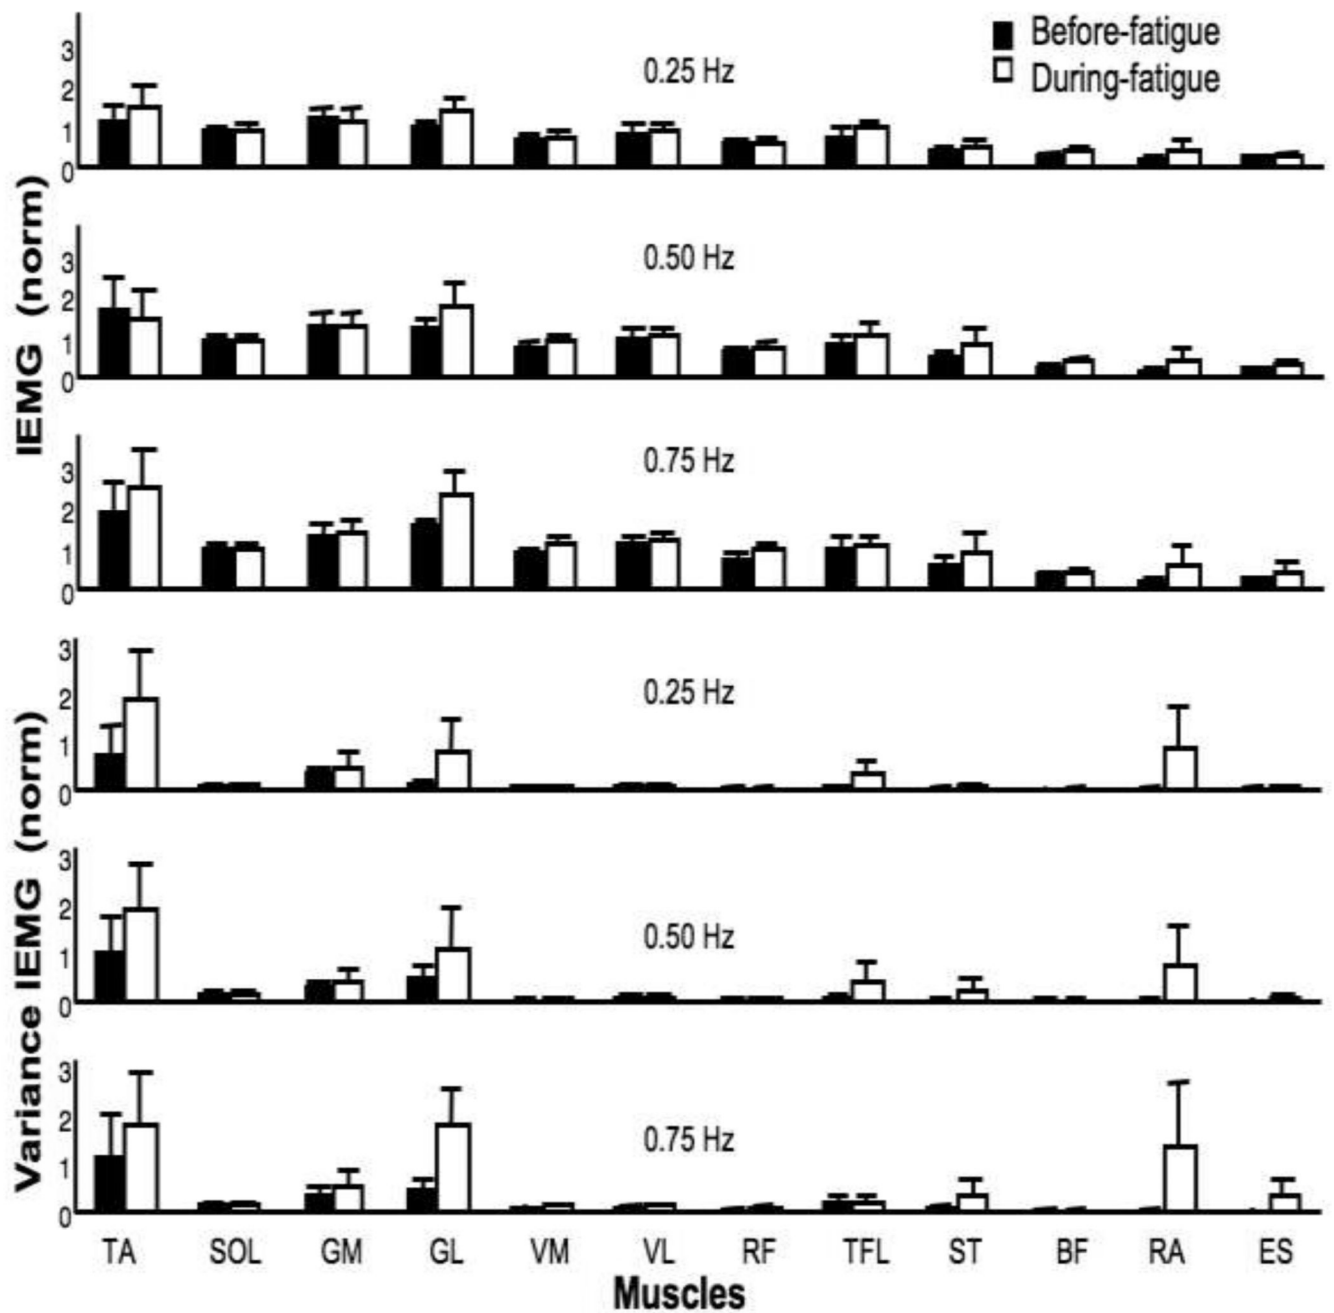 Before-fatigue
During-fatigue
0.25 Hz
3
2
1
0
0.50 Hz
3
2
1
0
0.75 Hz
3
2
1
0
IEMG (norm)
0.25 Hz
3
2
1
0
0.50 Hz
3
2
1
0
0.75 Hz
3
2
1
0
Variance IEMG (norm)
TA SOL GM GL VM VL RF TFL ST BF RA ES
Muscles